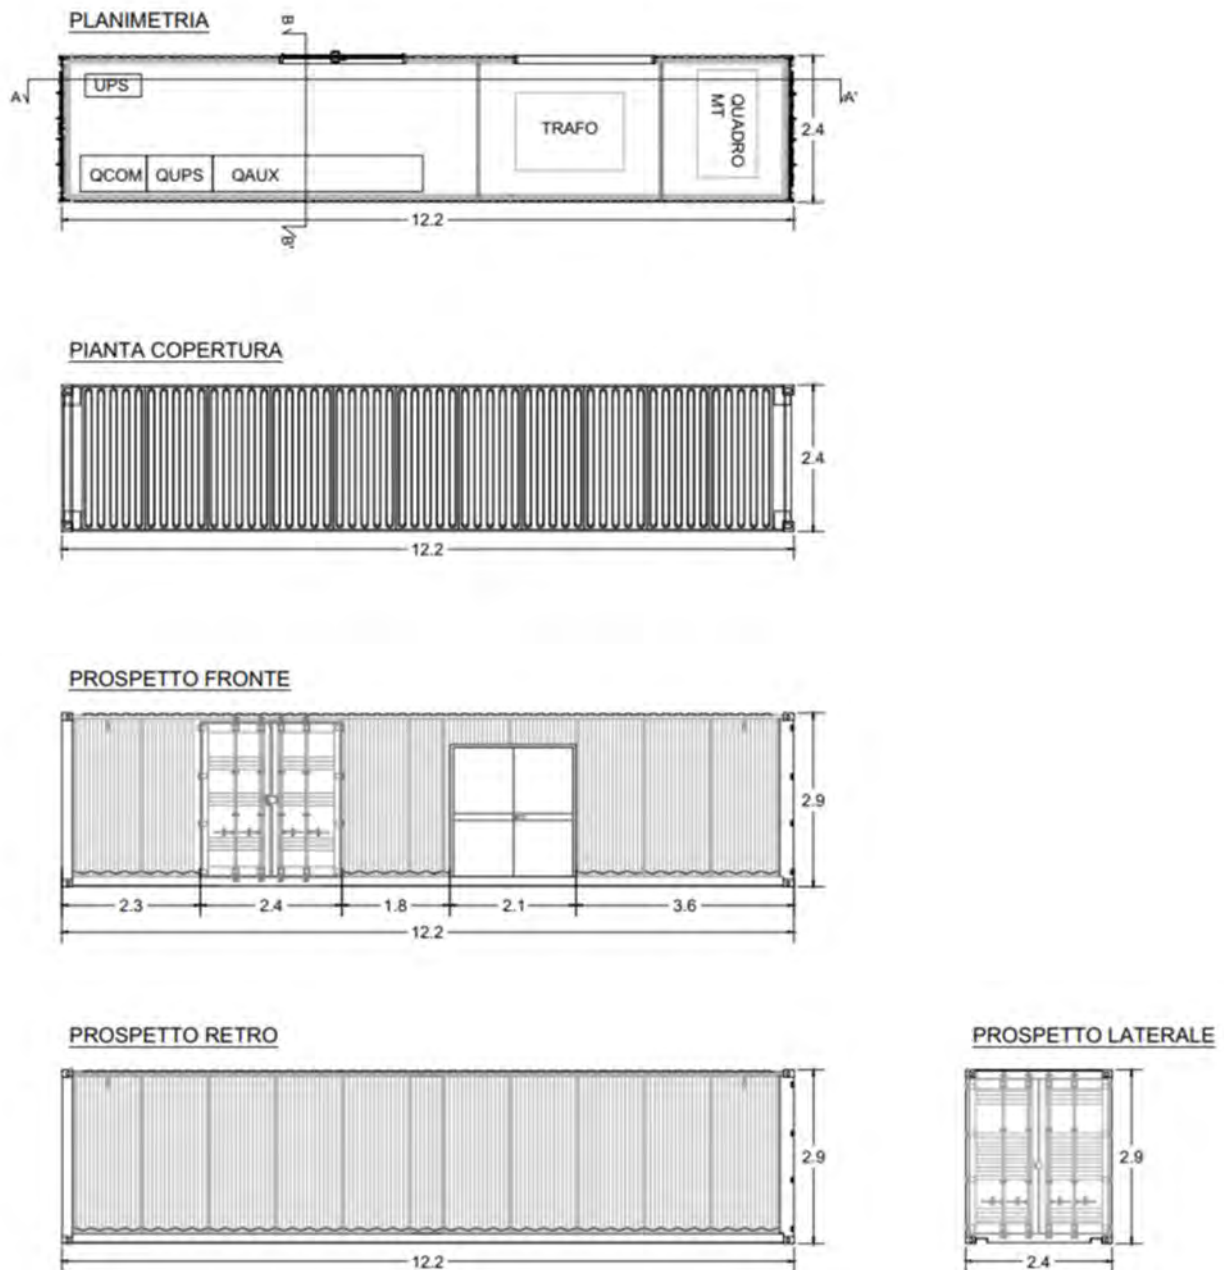 PLANIMETRIA
B
A
A'
UPS
TRAFO
QUADRO
MT
2.4
QCOM
QUPS
QAUX
12.2
B'
PIANTA COPERTURA
2.4
12.2
PROSPETTO FRONTE
2.9
2.3
2.4
1.8
2.1
3.6
12.2
PROSPETTO RETRO
PROSPETTO LATERALE
2.9
2.9
12.2
2.4